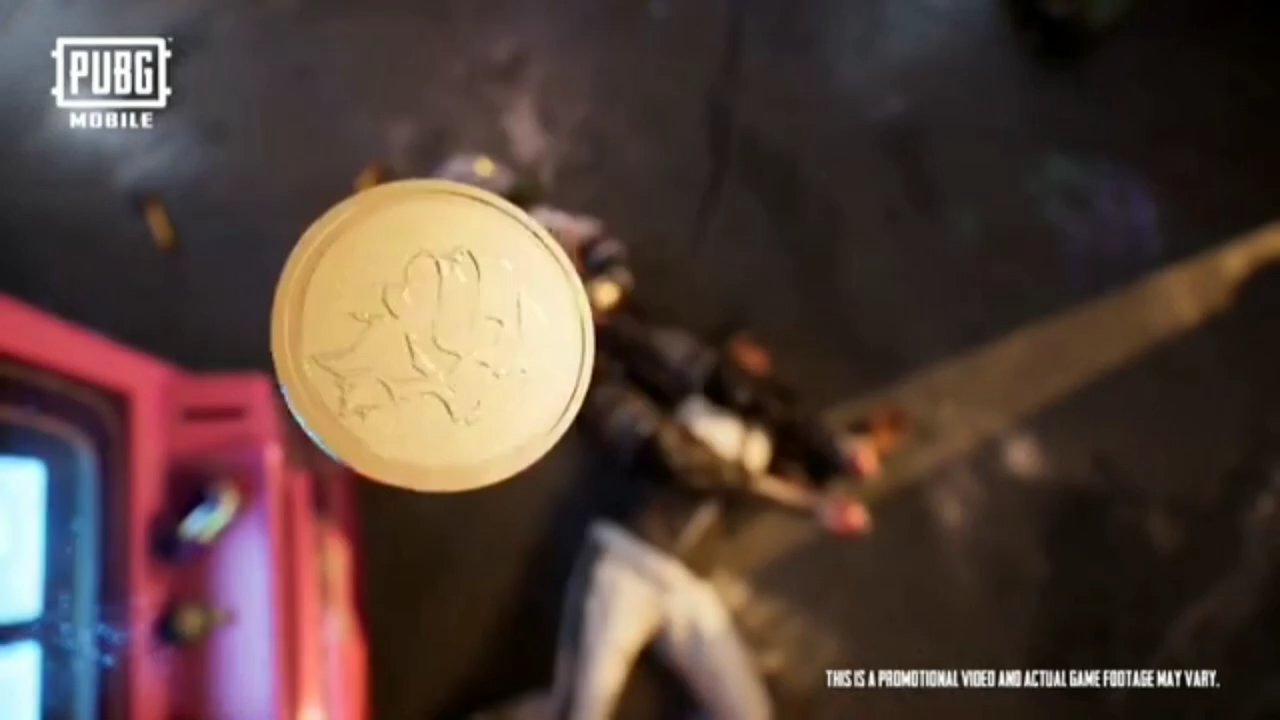 PUBG
MOBILE
THIS IS A PROMOTIONAL VIDEO AND ACTUAL GAME FOOTAGE MAY VARY.